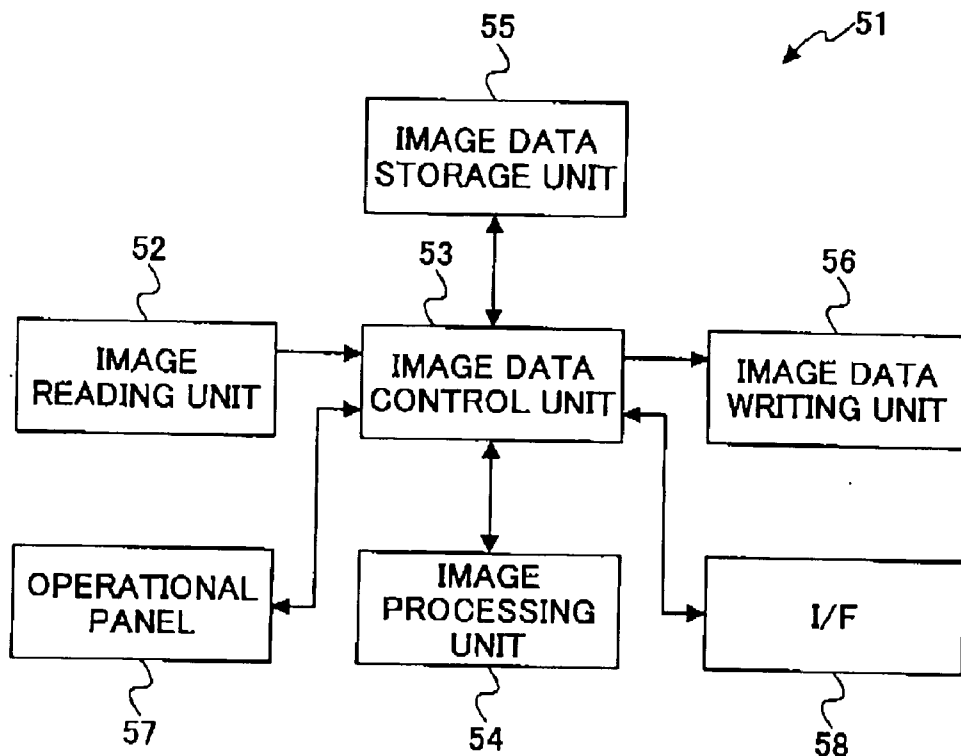 51
55
IMAGE DATA
STORAGE UNIT
52
53
56
IMAGE
READING UNIT
IMAGE DATA
CONTROL UNIT
IMAGE DATA
WRITING UNIT
OPERATIONAL
PANEL
IMAGE
PROCESSING
UNIT
I/F
57
54
58